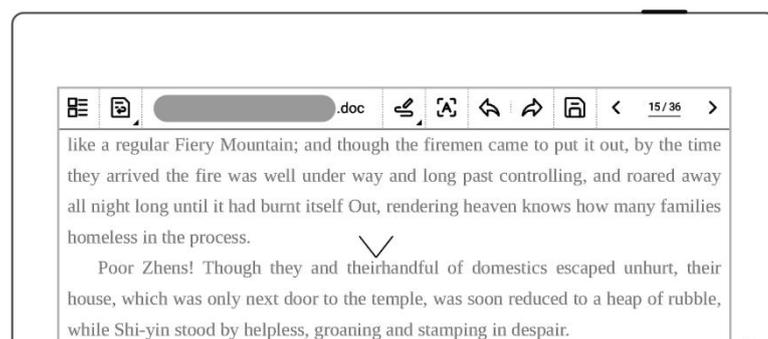 .doc
15 / 36
like a regular Fiery Mountain; and though the firemen came to put it out, by the time
they arrived the fire was well under way and long past controlling, and roared away
all night long until it had burnt itself Out, rendering heaven knows how many families
homeless in the process.
Poor Zhens! Though they and theirhandful of domestics escaped unhurt, their
house, which was only next door to the temple, was soon reduced to a heap of rubble,
while Shi-yin stood by helpless, groaning and stamping in despair.